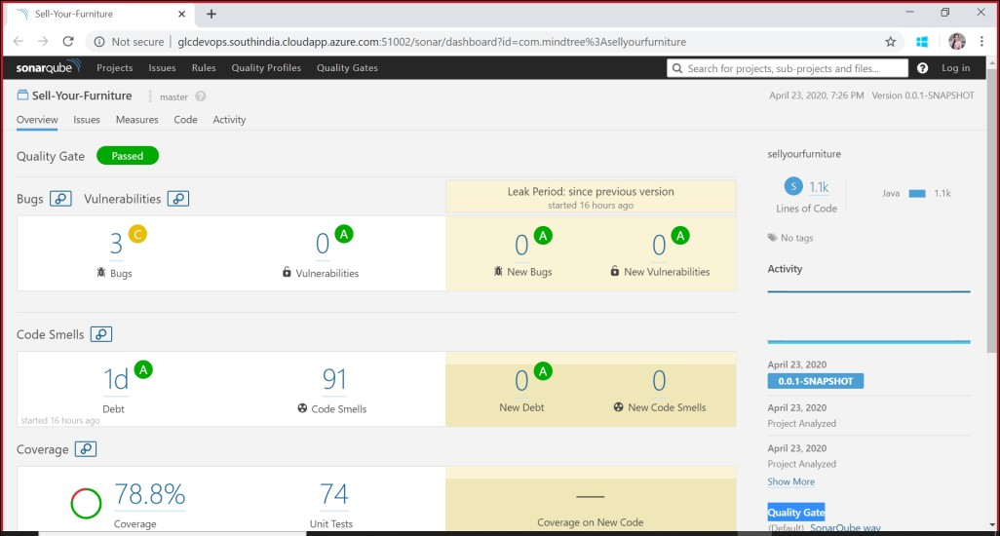 Sell-Your-Furniture
Not secure | glcdevops.southindia.cloudapp.azure.com:51002/sonar/dashboard?id=com.mindtree%3Asellyourfurniture
sonarqube Projects Issues Rules Quality Profiles Quality Gates Search for projects, sub-projects and files... Log in
Sell-Your-Furniture master April 23, 2020, 7:26 PM Version 0.0.1-SNAPSHOT
Overview Issues Measures Code Activity
Quality Gate Passed
Bugs Vulnerabilities
Leak Period: since previous version
started 16 hours ago
3 C 0 A 0 A 0 A
Bugs Vulnerabilities New Bugs New Vulnerabilities
Code Smells
1d A 91 0 A 0
Debt Code Smells New Debt New Code Smells
started 16 hours ago
Coverage
78.8% 74 —
Coverage Unit Tests Coverage on New Code
sellyourfurniture
S 1.1k Java 1.1k
Lines of Code
No tags
Activity
April 23, 2020
0.0.1-SNAPSHOT
April 23, 2020
Project Analyzed
April 23, 2020
Project Analyzed
Show More
Quality Gate
(Default) SonarQube way